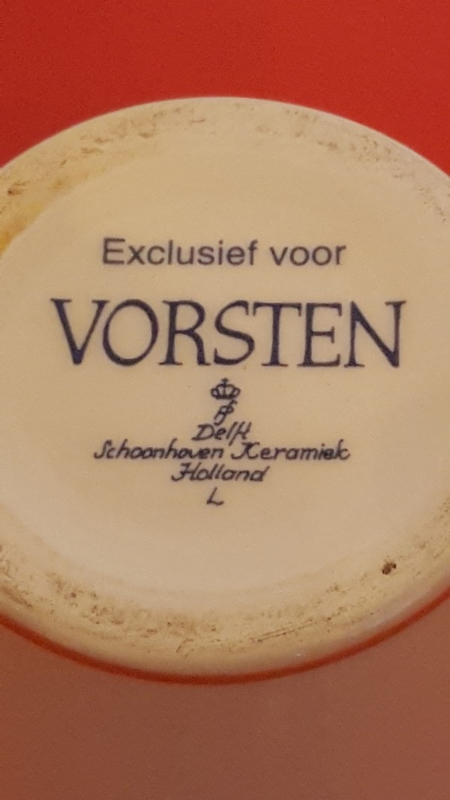 Exclusief voor
VORSTEN
Delft
Schoonhoven Keramiek
Holland
L